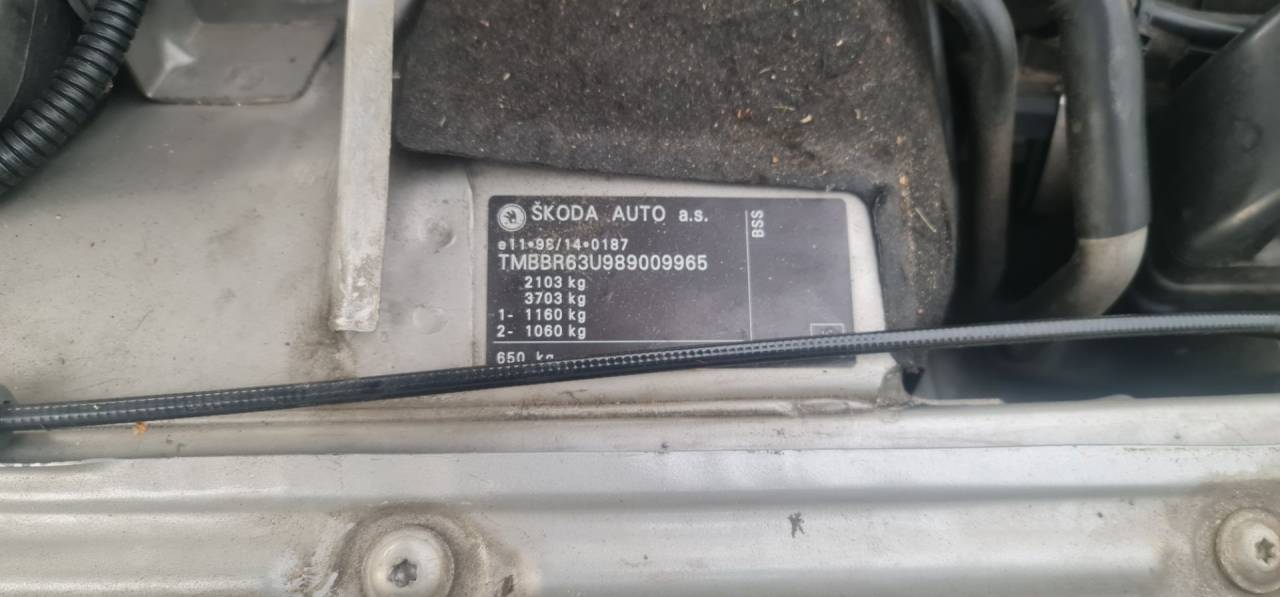 ŠKODA AUTO a.s.
e11*98/14*0187
TMBBR63U989009965
2103 kg
3703 kg
1- 1160 kg
2- 1060 kg
650 kg
BSS